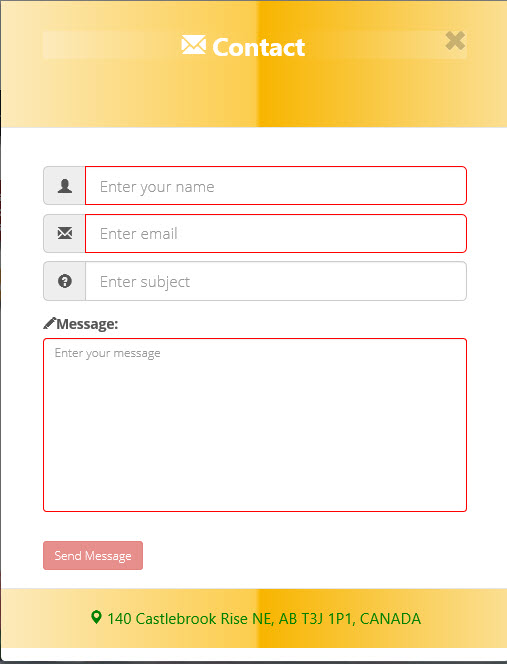 Contact
Enter your name
Enter email
Enter subject
Message:
Enter your message
Send Message
140 Castlebrook Rise NE, AB T3J 1P1, CANADA